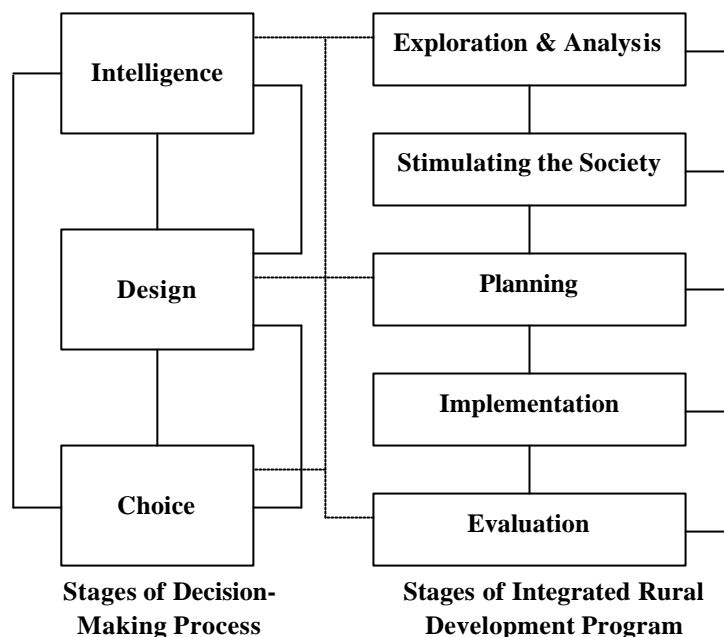 Intelligence
Design
Choice
Stages of Decision-
Making Process
Exploration & Analysis
Stimulating the Society
Planning
Implementation
Evaluation
Stages of Integrated Rural
Development Program